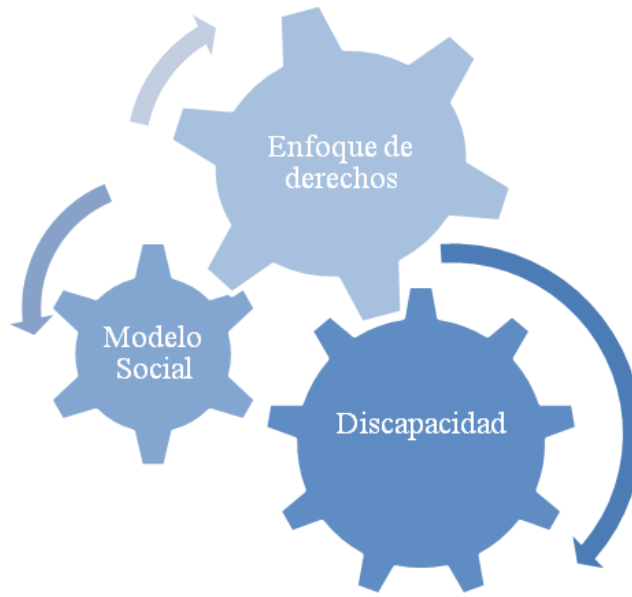 Enfoque de
derechos
Modelo
Social
Discapacidad